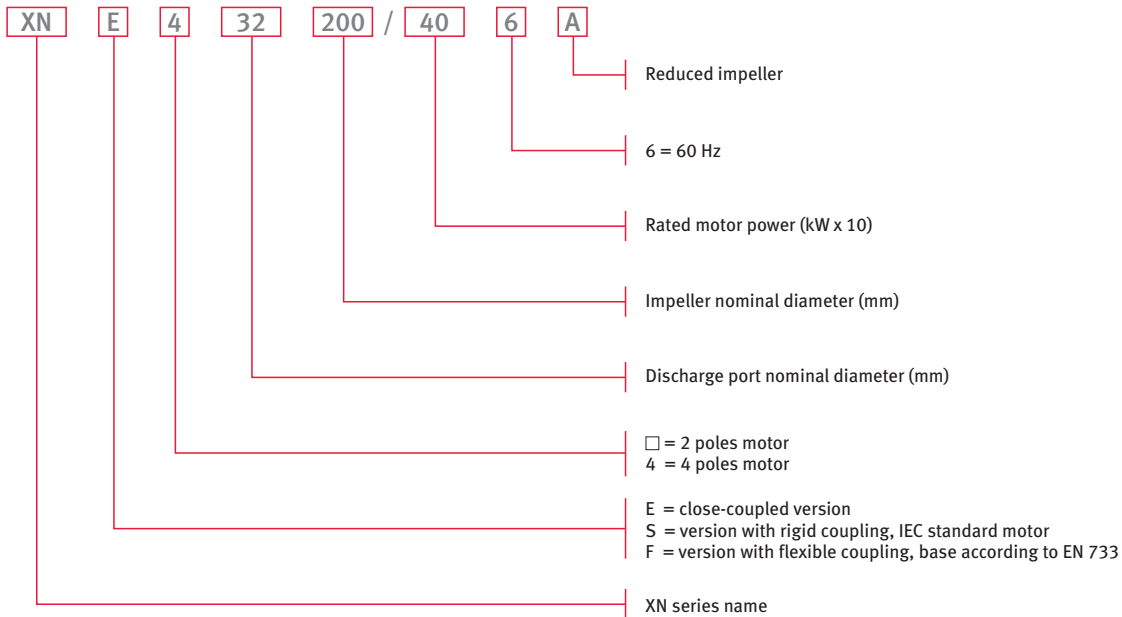 XN E 4 32 200 / 40 6 A
Reduced impeller
6 = 60 Hz
Rated motor power (kW x 10)
Impeller nominal diameter (mm)
Discharge port nominal diameter (mm)
□ = 2 poles motor
4 = 4 poles motor
E = close-coupled version
S = version with rigid coupling, IEC standard motor
F = version with flexible coupling, base according to EN 733
XN series name